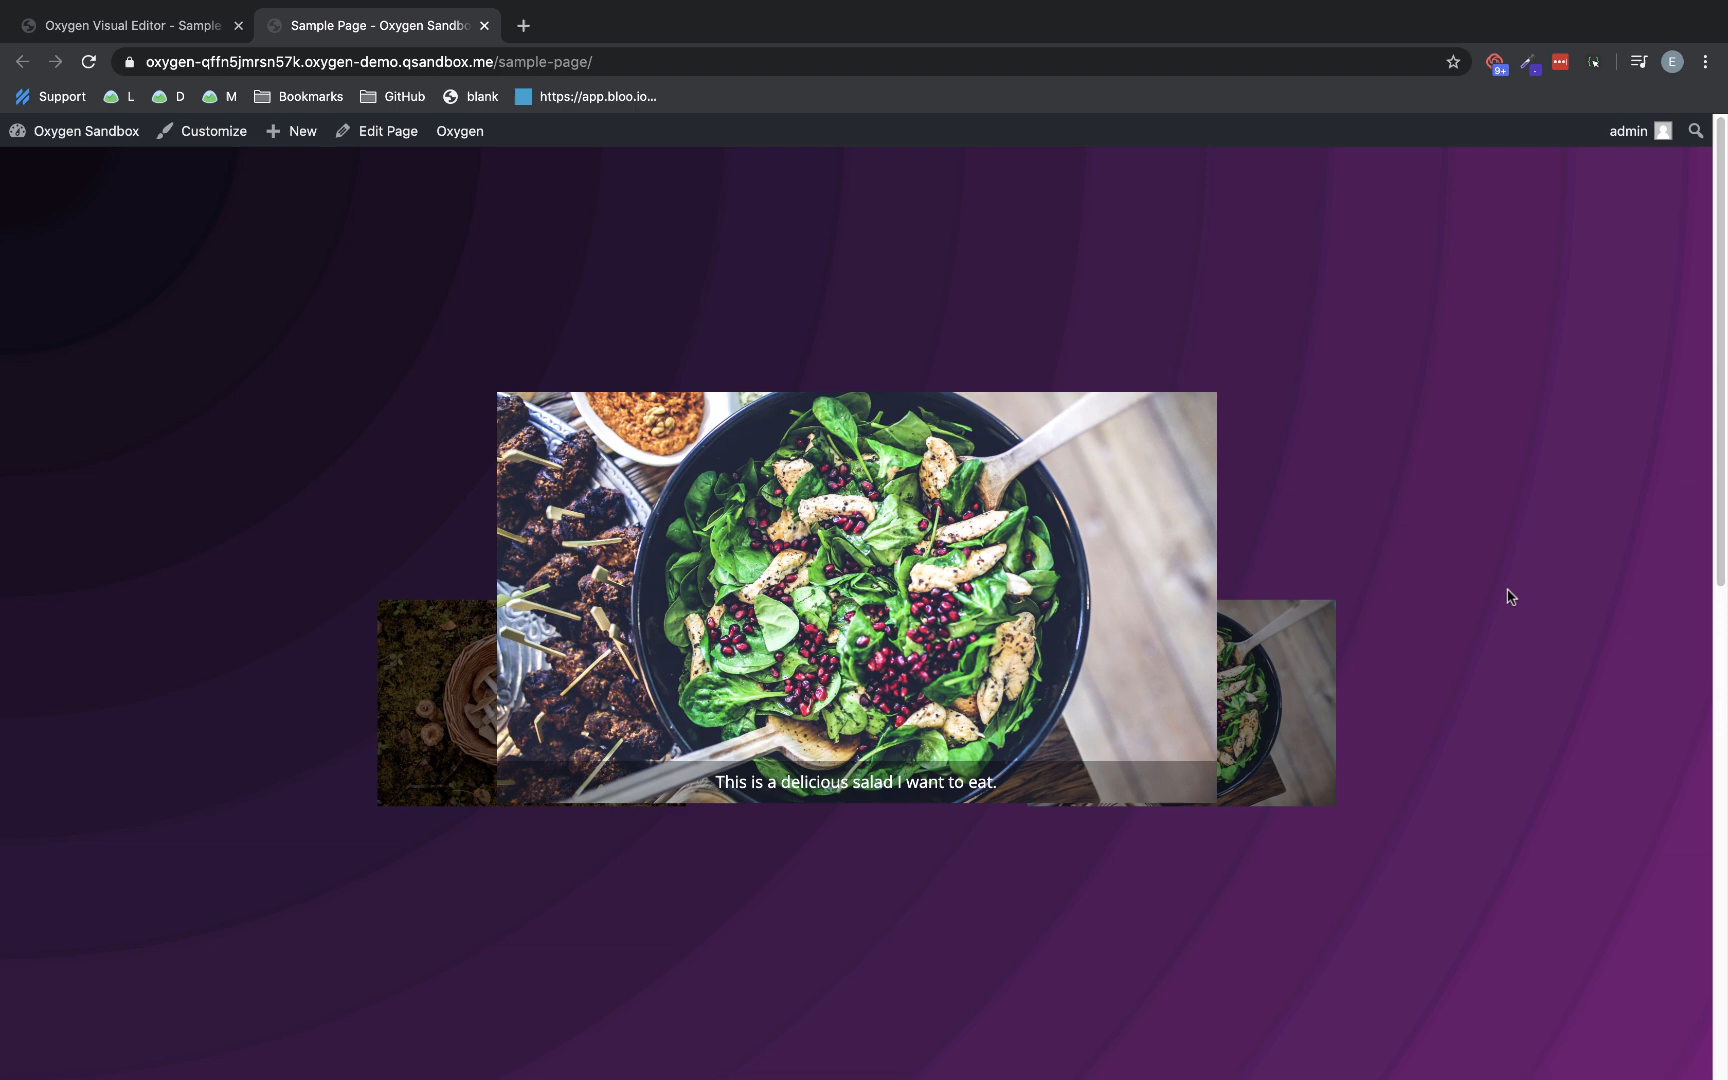 Oxygen Visual Editor - Sample
Sample Page - Oxygen Sandbo
oxygen-qffn5jmrsn57k.oxygen-demo.qsandbox.me/sample-page/
9+
E
Support
L
D
M
Bookmarks
GitHub
blank
https://app.bloo.io...
Oxygen Sandbox
Customize
New
Edit Page
Oxygen
admin
This is a delicious salad I want to eat.